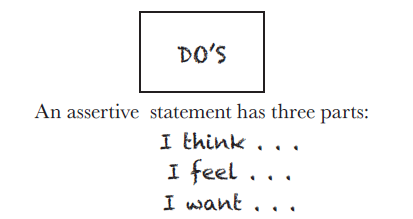 DO'S
An assertive statement has three parts:
I think . . .
I feel . . .
I want . . .